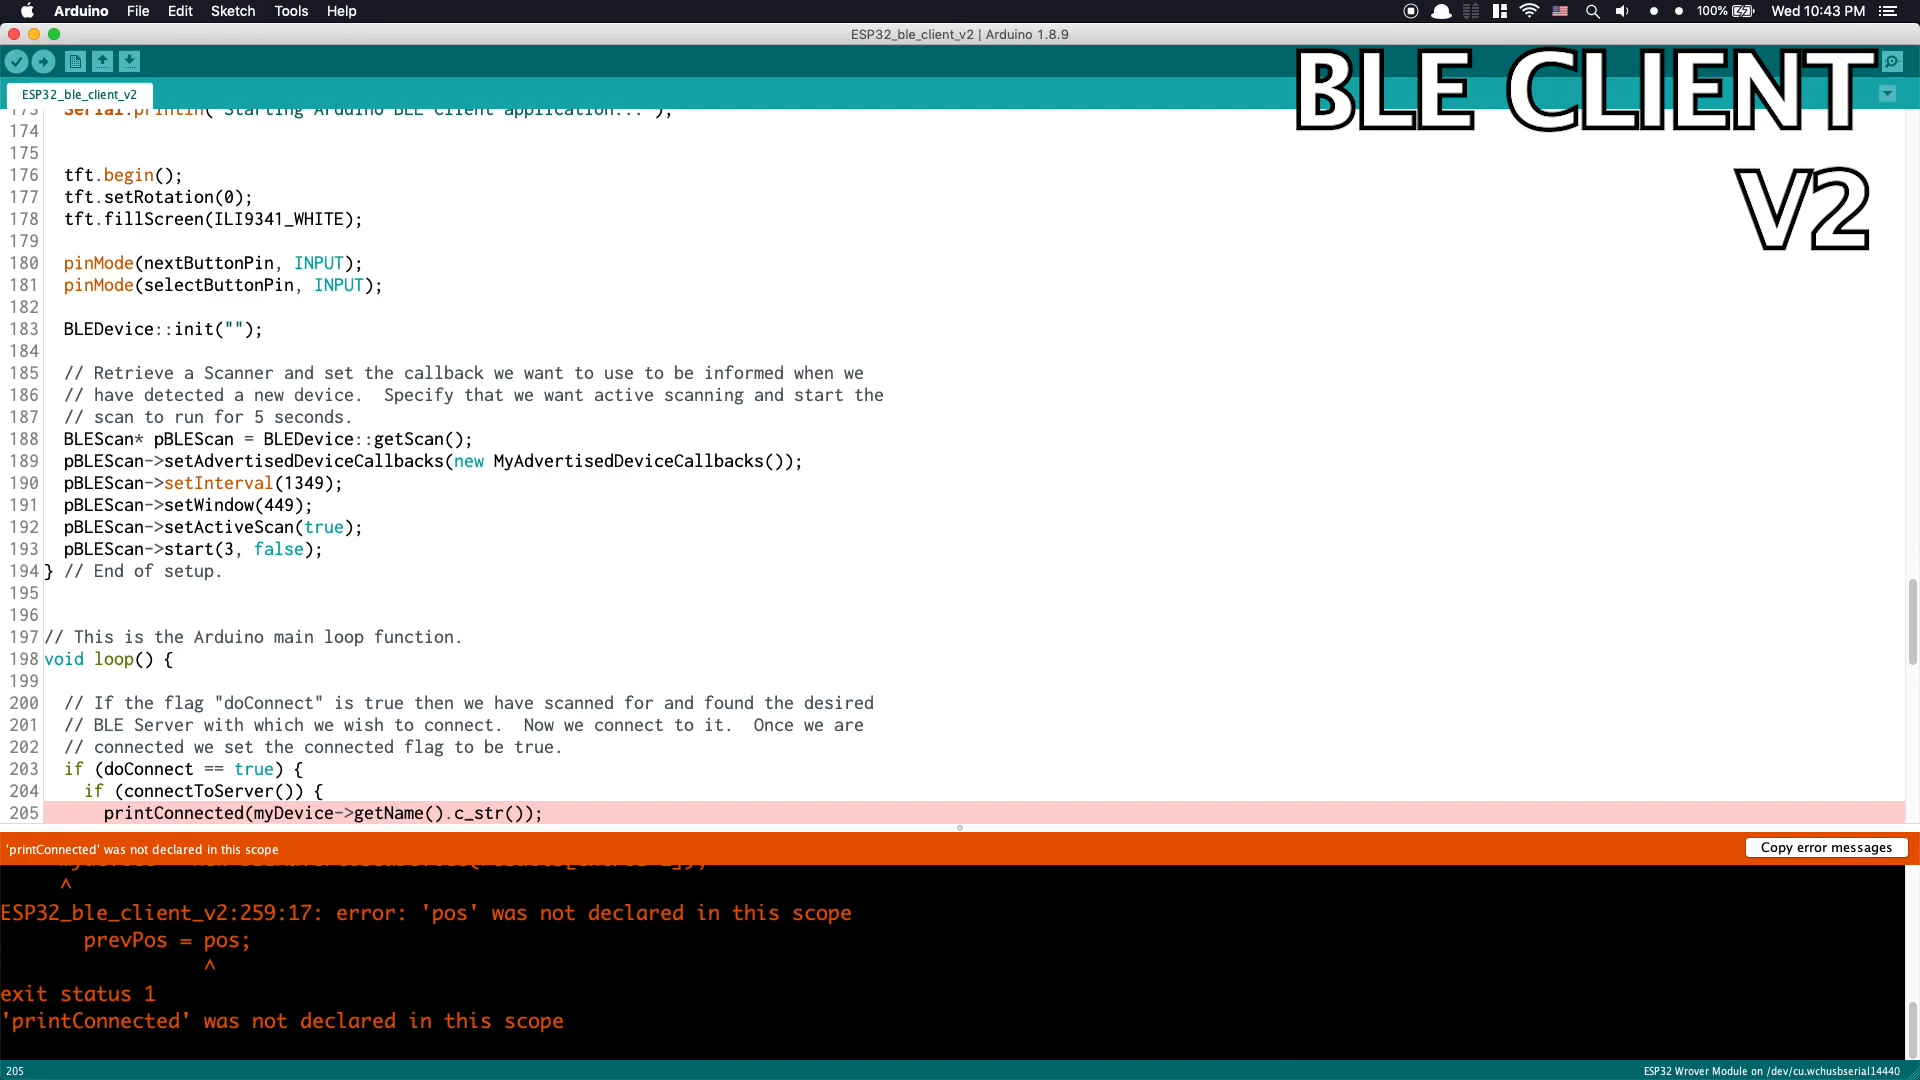 Arduino File Edit Sketch Tools Help 100% Wed 10:43 PM
ESP32_ble_client_v2 | Arduino 1.8.9
BLE CLIENT
V2
ESP32_ble_client_v2
173 Serial.println("Starting Arduino BLE Client application...");
174
175
176 tft.begin();
177 tft.setRotation(0);
178 tft.fillScreen(ILI9341_WHITE);
179
180 pinMode(nextButtonPin, INPUT);
181 pinMode(selectButtonPin, INPUT);
182
183 BLEDevice::init("");
184
185 // Retrieve a Scanner and set the callback we want to use to be informed when we
186 // have detected a new device.  Specify that we want active scanning and start the
187 // scan to run for 5 seconds.
188 BLEScan* pBLEScan = BLEDevice::getScan();
189 pBLEScan->setAdvertisedDeviceCallbacks(new MyAdvertisedDeviceCallbacks());
190 pBLEScan->setInterval(1349);
191 pBLEScan->setWindow(449);
192 pBLEScan->setActiveScan(true);
193 pBLEScan->start(3, false);
194 } // End of setup.
195
196
197 // This is the Arduino main loop function.
198 void loop() {
199
200 // If the flag "doConnect" is true then we have scanned for and found the desired
201 // BLE Server with which we wish to connect.  Now we connect to it.  Once we are
202 // connected we set the connected flag to be true.
203 if (doConnect == true) {
204 if (connectToServer()) {
205 printConnected(myDevice->getName().c_str());
'printConnected' was not declared in this scope
Copy error messages
^
ESP32_ble_client_v2:259:17: error: 'pos' was not declared in this scope
prevPos = pos;
^
exit status 1
'printConnected' was not declared in this scope
205
ESP32 Wrover Module on /dev/cu.wchusbserial14440